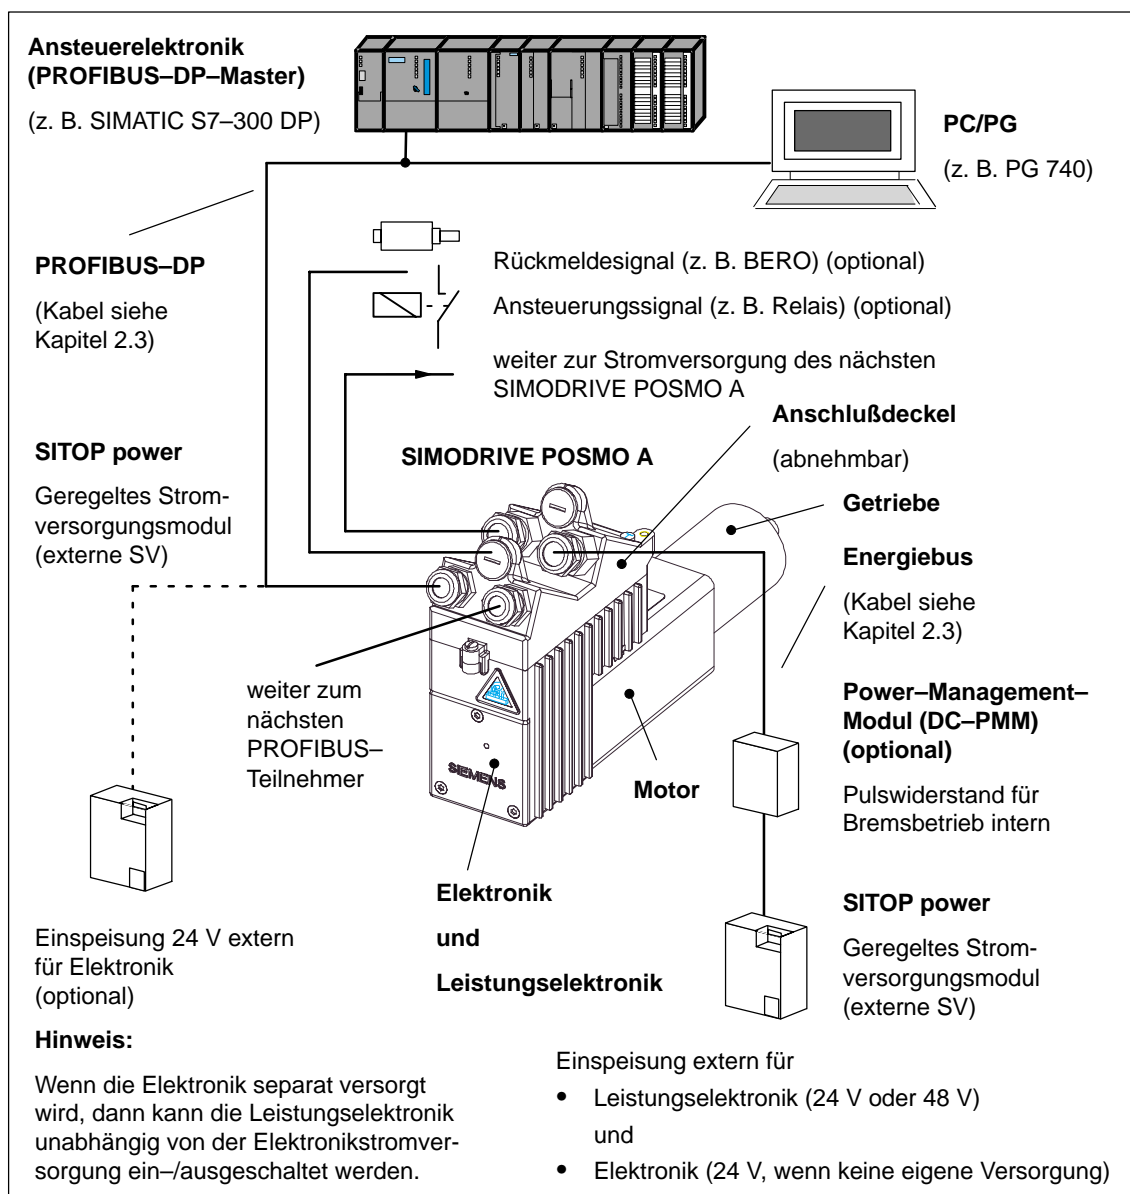 Ansteuerelektronik
(PROFIBUS–DP–Master)
(z. B. SIMATIC S7–300 DP)
PC/PG
(z. B. PG 740)
PROFIBUS–DP
(Kabel siehe
Kapitel 2.3)
Rückmeldesignal (z. B. BERO) (optional)
Ansteuerungssignal (z. B. Relais) (optional)
weiter zur Stromversorgung des nächsten
SIMODRIVE POSMO A
Anschlußdeckel
(abnehmbar)
SITOP power
Geregeltes Strom-
versorgungsmodul
(externe SV)
SIMODRIVE POSMO A
Getriebe
Energiebus
(Kabel siehe
Kapitel 2.3)
weiter zum
nächsten
PROFIBUS–
Teilnehmer
SIEMENS
Motor
Power–Management–
Modul (DC–PMM)
(optional)
Pulswiderstand für
Bremsbetrieb intern
Elektronik
und
Leistungselektronik
SITOP power
Geregeltes Strom-
versorgungsmodul
(externe SV)
Einspeisung 24 V extern
für Elektronik
(optional)
Hinweis:
Wenn die Elektronik separat versorgt
wird, dann kann die Leistungselektronik
unabhängig von der Elektronikstromver-
sorgung ein–/ausgeschaltet werden.
Einspeisung extern für
• Leistungselektronik (24 V oder 48 V)
und
• Elektronik (24 V, wenn keine eigene Versorgung)